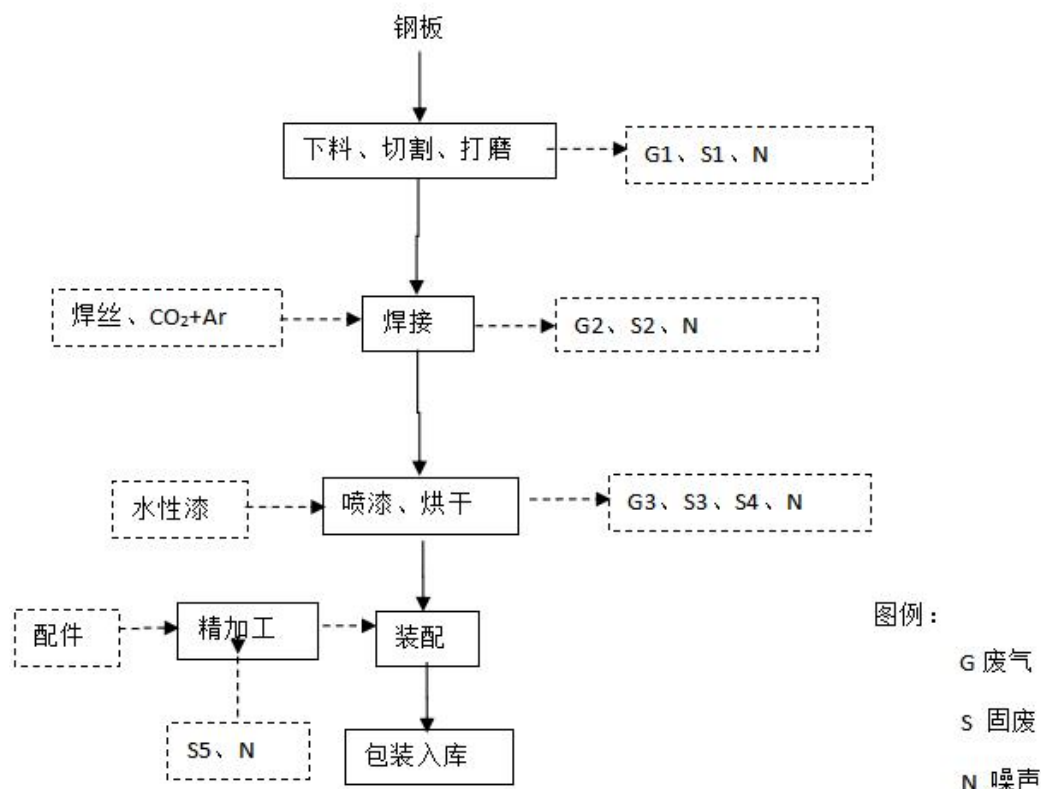 钢板
下料、切割、打磨
G1、S1、N
焊丝、CO₂+Ar
焊接
G2、S2、N
水性漆
喷漆、烘干
G3、S3、S4、N
配件
精加工
装配
图例：
G 废气
S5、N
包装入库
S 固废
N 噪声